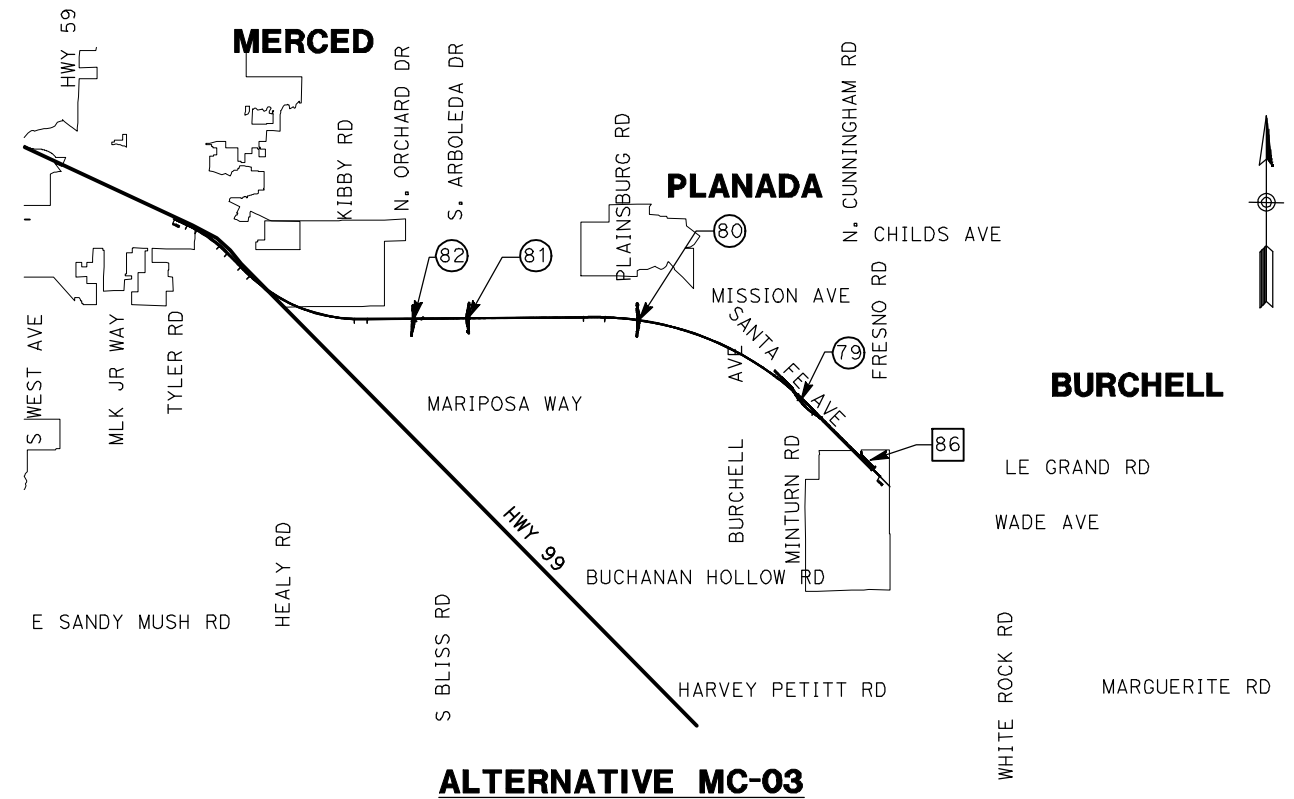 HWY 59
MERCED
KIBBY RD
N. ORCHARD DR
S. ARBOLEDA DR
PLAINSBURG RD
PLANADA
N. CUNNINGHAM RD
CHILDS AVE
82
81
80
MISSION AVE
SANTA FE AVE
FRESNO RD
79
S WEST AVE
MLK JR WAY
TYLER RD
MARIPOSA WAY
BURCHELL AVE
MINTURN RD
86
BURCHELL
LE GRAND RD
WADE AVE
HWY 99
HEALY RD
BUCHANAN HOLLOW RD
E SANDY MUSH RD
S BLISS RD
HARVEY PETITT RD
WHITE ROCK RD
MARGUERITE RD
ALTERNATIVE MC-03